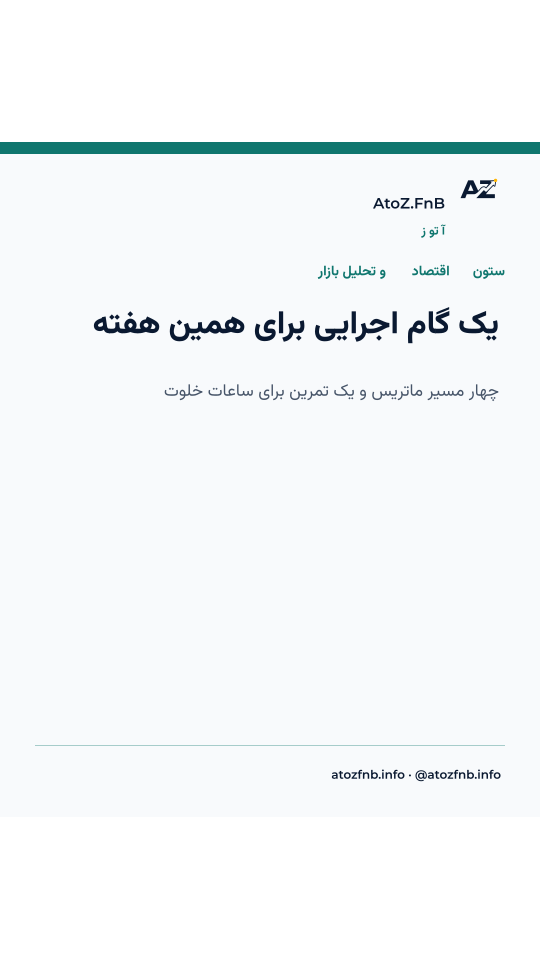 AZ
AtoZ.FnB
آ تو ز
ستون اقتصاد و تحلیل بازار
یک گام اجرایی برای همین هفته
چهار مسیر ماتریس و یک تمرین برای ساعات خلوت
atozfnb.info · @atozfnb.info